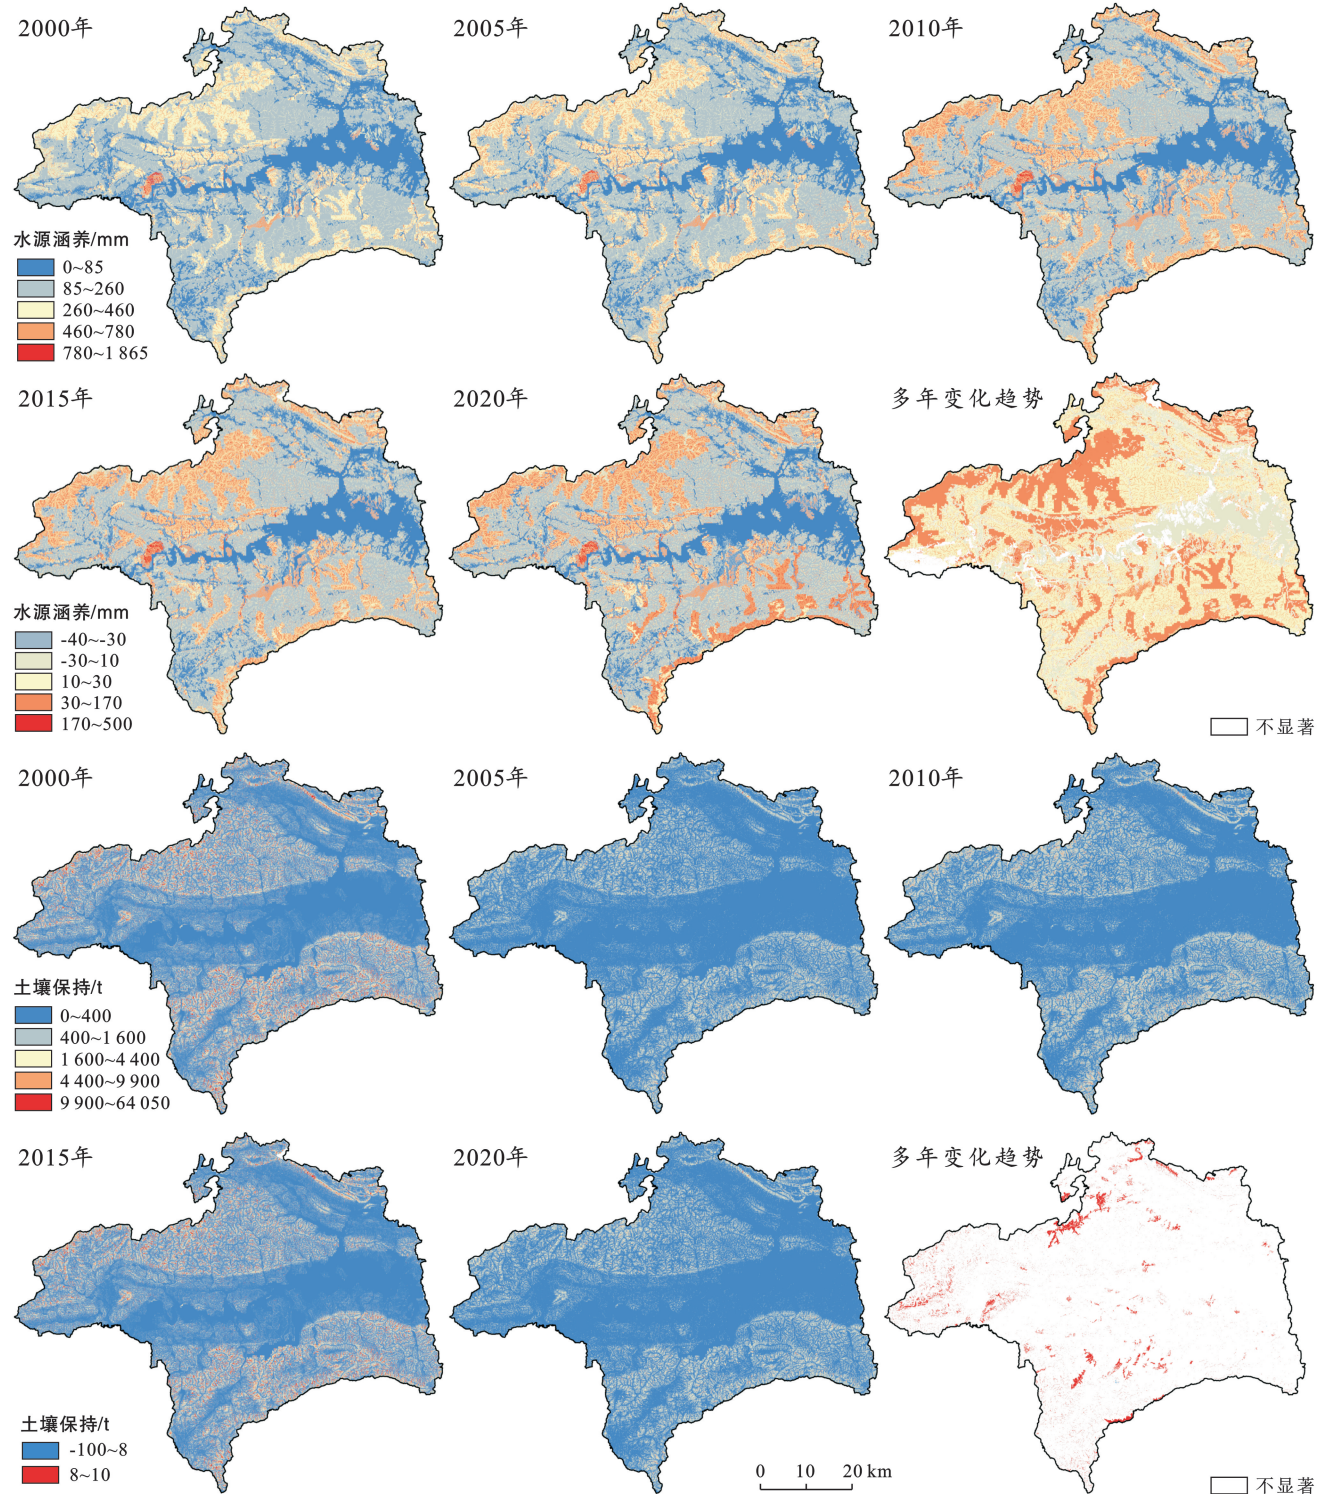 2000年
2005年
2010年
水源涵养/mm
0~85
85~260
260~460
460~780
780~1 865
2015年
2020年
多年变化趋势
水源涵养/mm
-40~-30
-30~10
10~30
30~170
170~500
不显著
2000年
2005年
2010年
土壤保持/t
0~400
400~1 600
1 600~4 400
4 400~9 900
9 900~64 050
2015年
2020年
多年变化趋势
土壤保持/t
-100~8
8~10
0 10 20 km
不显著